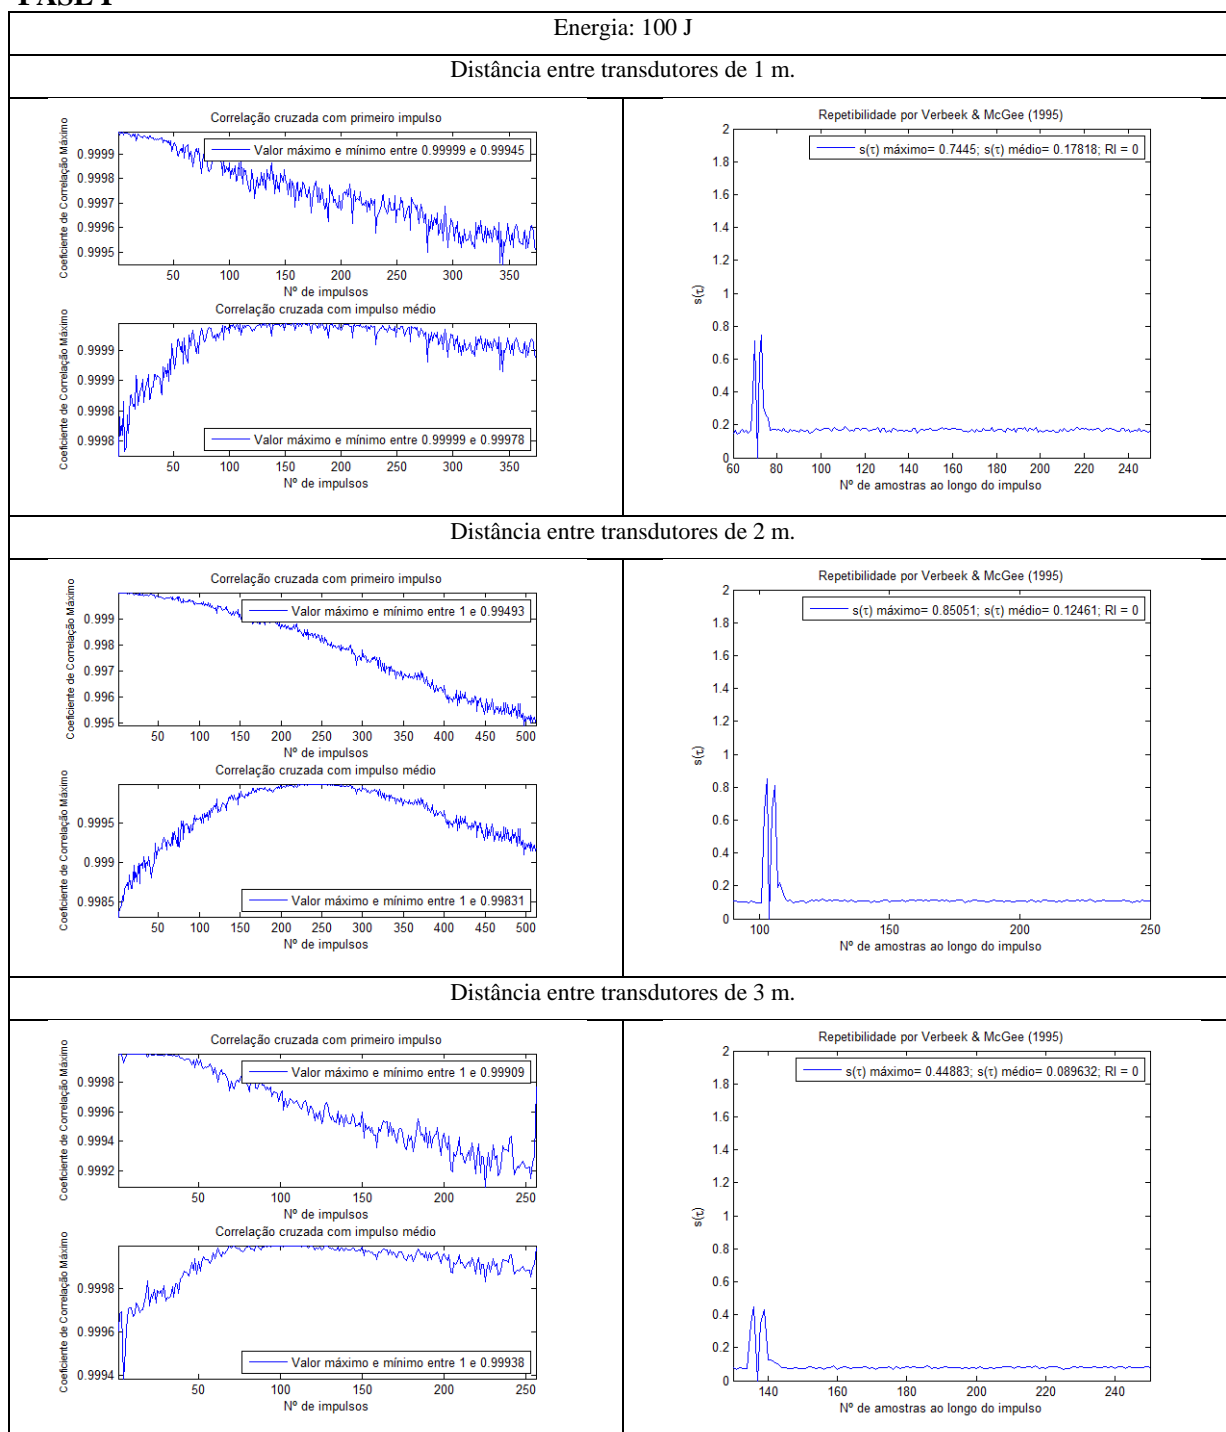 FASE I
Energia: 100 J
Distância entre transdutores de 1 m.
Correlação cruzada com primeiro impulso
Coeficiente de Correlação Máximo
Valor máximo e mínimo entre 0.99999 e 0.99945
0.9999
0.9998
0.9997
0.9996
0.9995
50 100 150 200 250 300 350
Nº de impulsos
Correlação cruzada com impulso médio
Coeficiente de Correlação Máximo
0.9999
0.9999
0.9998
0.9998
Valor máximo e mínimo entre 0.99999 e 0.99978
50 100 150 200 250 300 350
Nº de impulsos
Repetibilidade por Verbeek & McGee (1995)
s(τ) máximo= 0.7445; s(τ) médio= 0.17818; RI = 0
s(τ)
2
1.8
1.6
1.4
1.2
1
0.8
0.6
0.4
0.2
0
60 80 100 120 140 160 180 200 220 240
Nº de amostras ao longo do impulso
Distância entre transdutores de 2 m.
Correlação cruzada com primeiro impulso
Coeficiente de Correlação Máximo
Valor máximo e mínimo entre 1 e 0.99493
0.999
0.998
0.997
0.996
0.995
50 100 150 200 250 300 350 400 450 500
Nº de impulsos
Correlação cruzada com impulso médio
Coeficiente de Correlação Máximo
0.9995
0.999
0.9985
Valor máximo e mínimo entre 1 e 0.99831
50 100 150 200 250 300 350 400 450 500
Nº de impulsos
Repetibilidade por Verbeek & McGee (1995)
s(τ) máximo= 0.85051; s(τ) médio= 0.12461; RI = 0
s(τ)
2
1.8
1.6
1.4
1.2
1
0.8
0.6
0.4
0.2
0
100 150 200 250
Nº de amostras ao longo do impulso
Distância entre transdutores de 3 m.
Correlação cruzada com primeiro impulso
Coeficiente de Correlação Máximo
Valor máximo e mínimo entre 1 e 0.99909
0.9998
0.9996
0.9994
0.9992
50 100 150 200 250
Nº de impulsos
Correlação cruzada com impulso médio
Coeficiente de Correlação Máximo
0.9998
0.9996
0.9994
Valor máximo e mínimo entre 1 e 0.99938
50 100 150 200 250
Nº de impulsos
Repetibilidade por Verbeek & McGee (1995)
s(τ) máximo= 0.44883; s(τ) médio= 0.089632; RI = 0
s(τ)
2
1.8
1.6
1.4
1.2
1
0.8
0.6
0.4
0.2
0
140 160 180 200 220 240
Nº de amostras ao longo do impulso